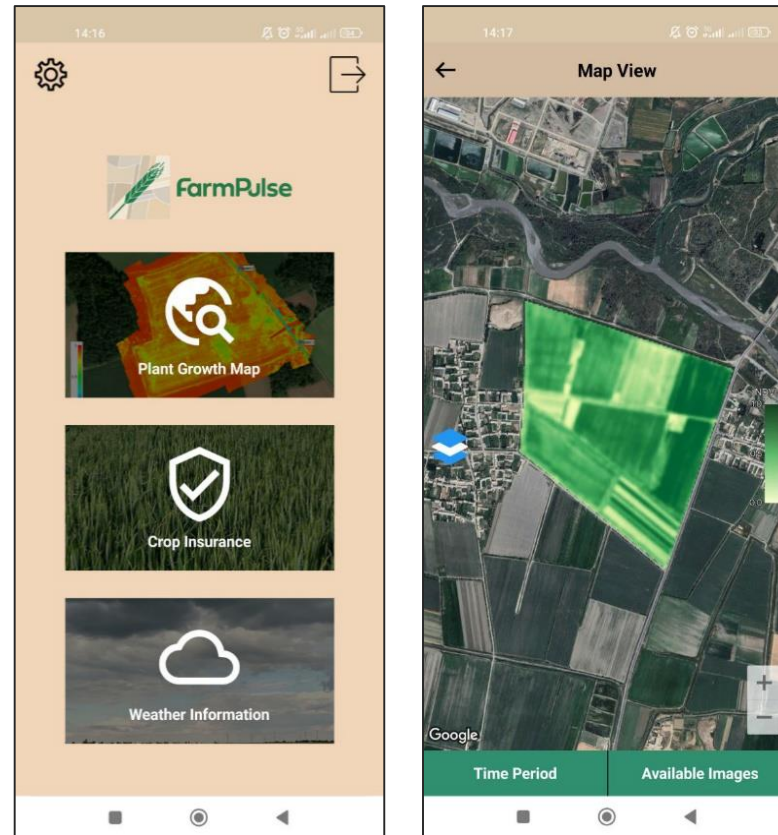 14:16
FarmPulse
Plant Growth Map
Crop Insurance
Weather Information
14:17
Map View
Google
Time Period
Available Images